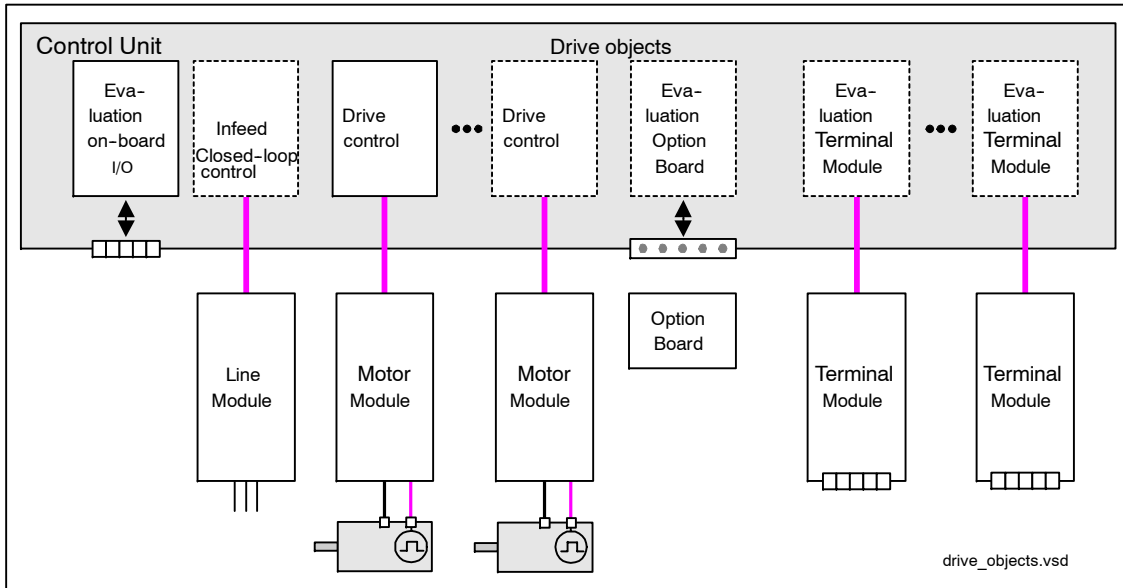 Control Unit
Drive objects
Eva-
luation
on-board
I/O
Infeed
Closed-loop
control
Drive
control
Drive
control
Eva-
luation
Option
Board
Eva-
luation
Terminal
Module
Eva-
luation
Terminal
Module
Line
Module
Motor
Module
Motor
Module
Option
Board
Terminal
Module
Terminal
Module
drive_objects.vsd